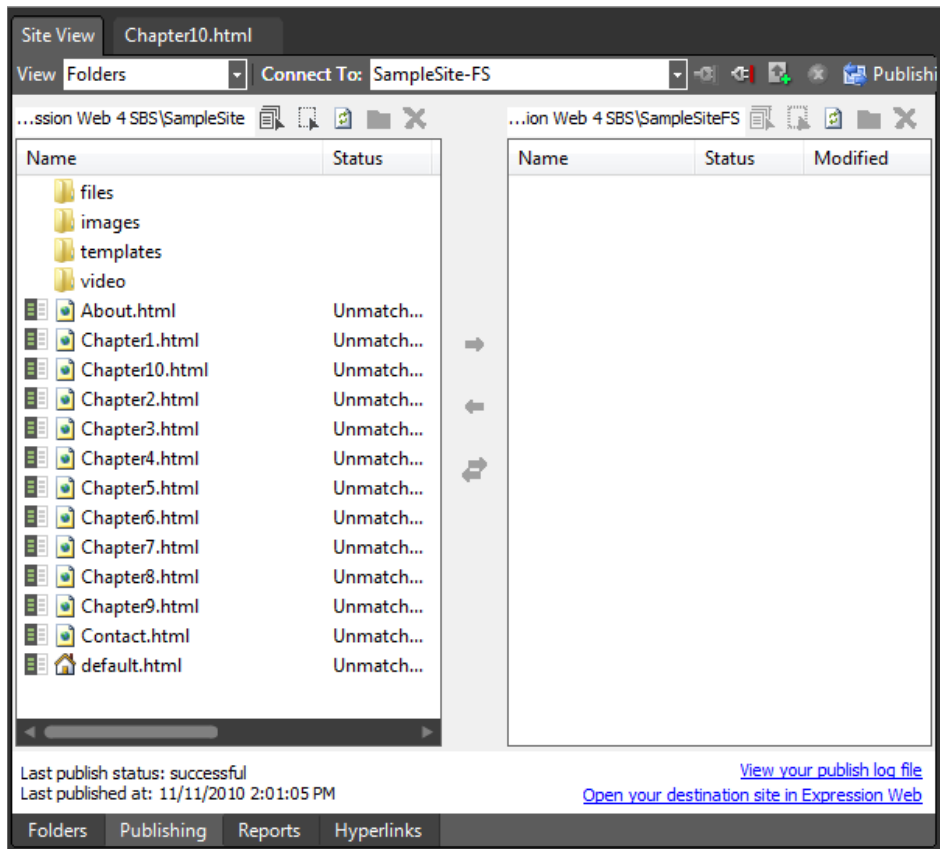 Site View Chapter10.html
View Folders Connect To: SampleSite-FS Publishi
...ssion Web 4 SBS\SampleSite ...ion Web 4 SBS\SampleSiteFS
Name Status Name Status Modified
files
images
templates
video
About.html Unmatch...
Chapter1.html Unmatch...
Chapter10.html Unmatch...
Chapter2.html Unmatch...
Chapter3.html Unmatch...
Chapter4.html Unmatch...
Chapter5.html Unmatch...
Chapter6.html Unmatch...
Chapter7.html Unmatch...
Chapter8.html Unmatch...
Chapter9.html Unmatch...
Contact.html Unmatch...
default.html Unmatch...
Last publish status: successful View your publish log file
Last published at: 11/11/2010 2:01:05 PM Open your destination site in Expression Web
Folders Publishing Reports Hyperlinks